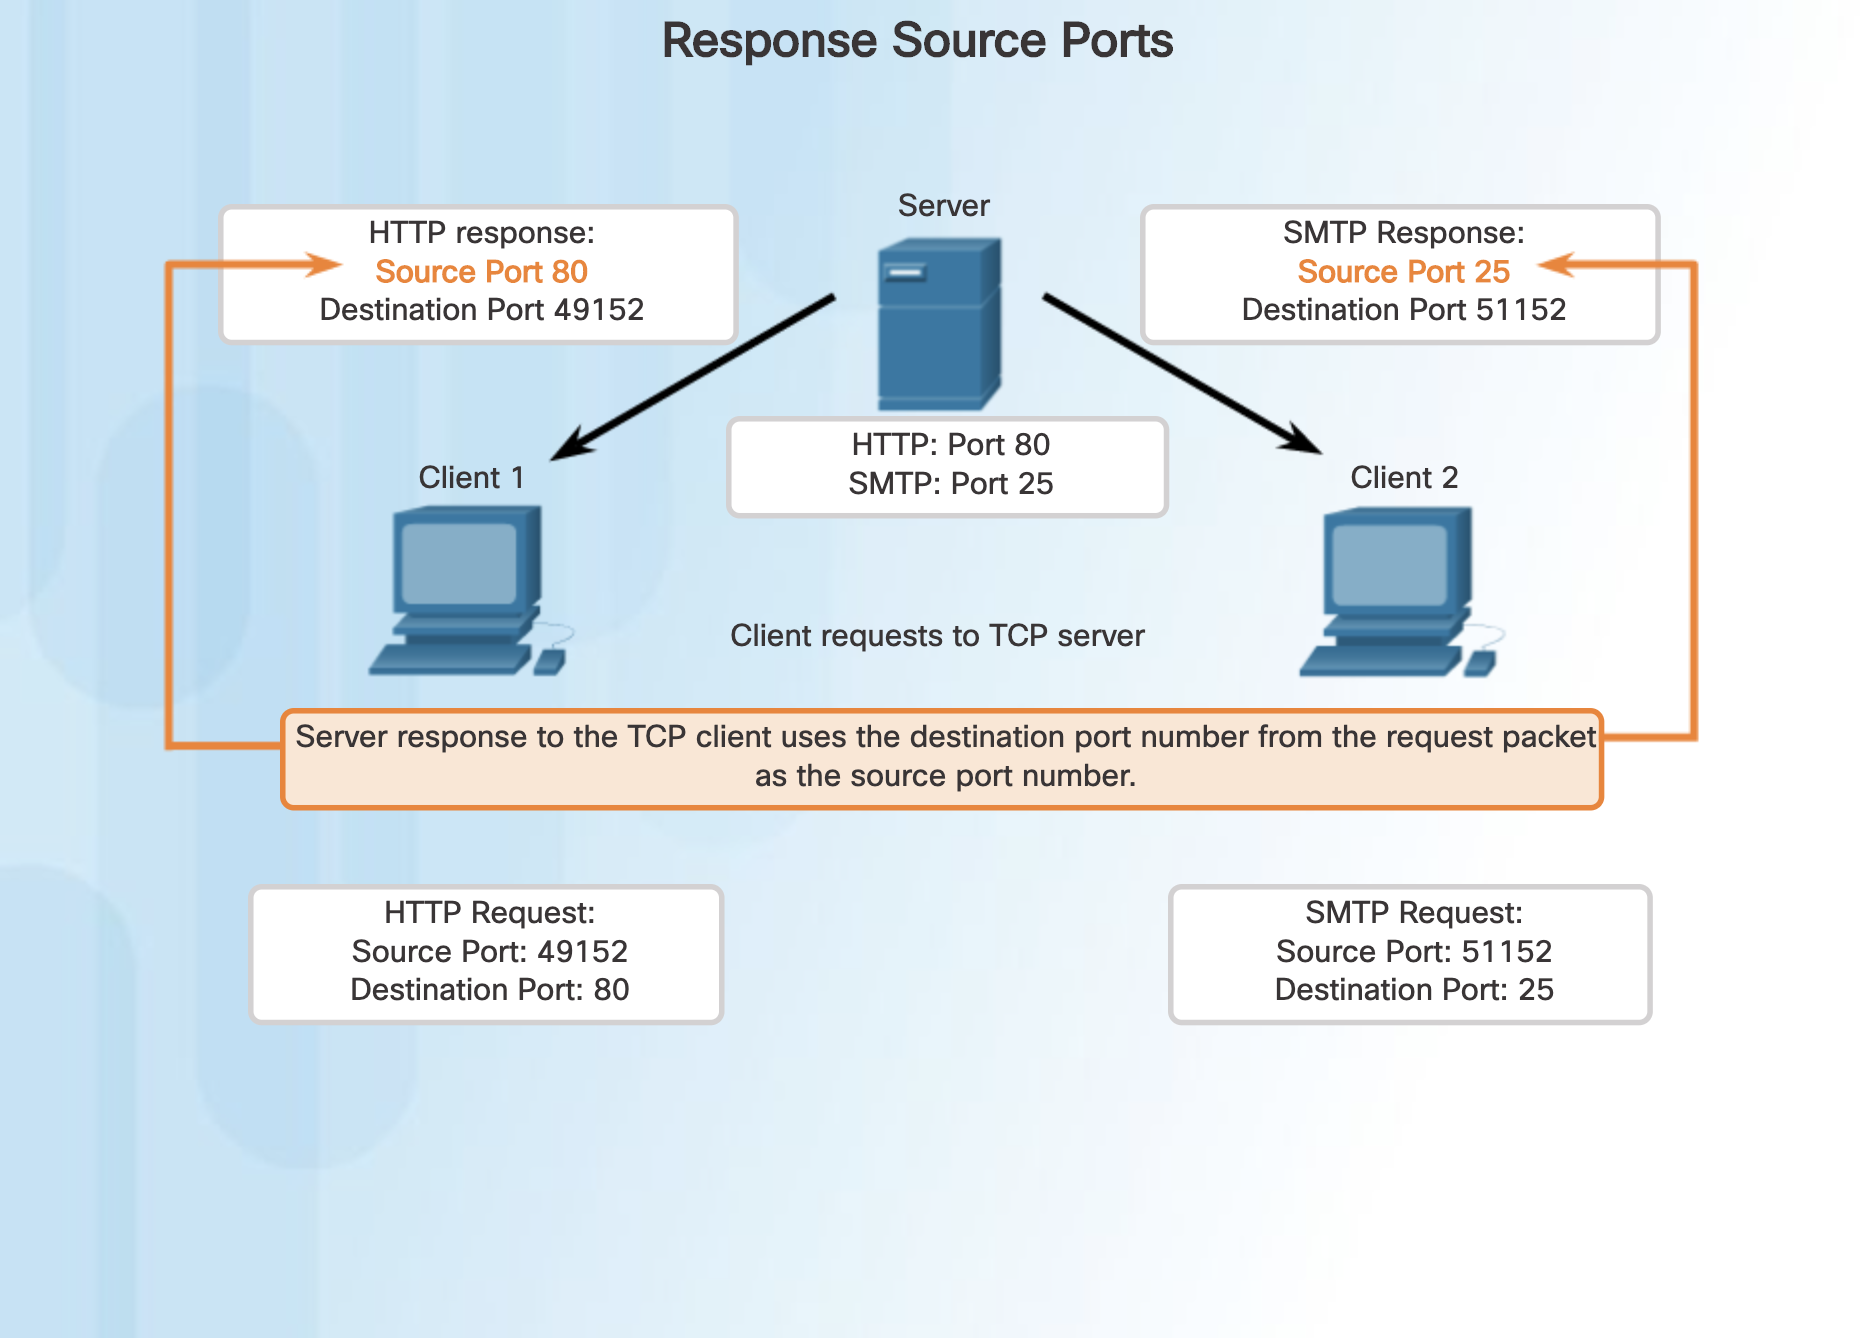 Response Source Ports
HTTP response:
Source Port 80
Destination Port 49152
Server
SMTP Response:
Source Port 25
Destination Port 51152
HTTP: Port 80
SMTP: Port 25
Client 1
Client 2
Client requests to TCP server
Server response to the TCP client uses the destination port number from the request packet
as the source port number.
HTTP Request:
Source Port: 49152
Destination Port: 80
SMTP Request:
Source Port: 51152
Destination Port: 25